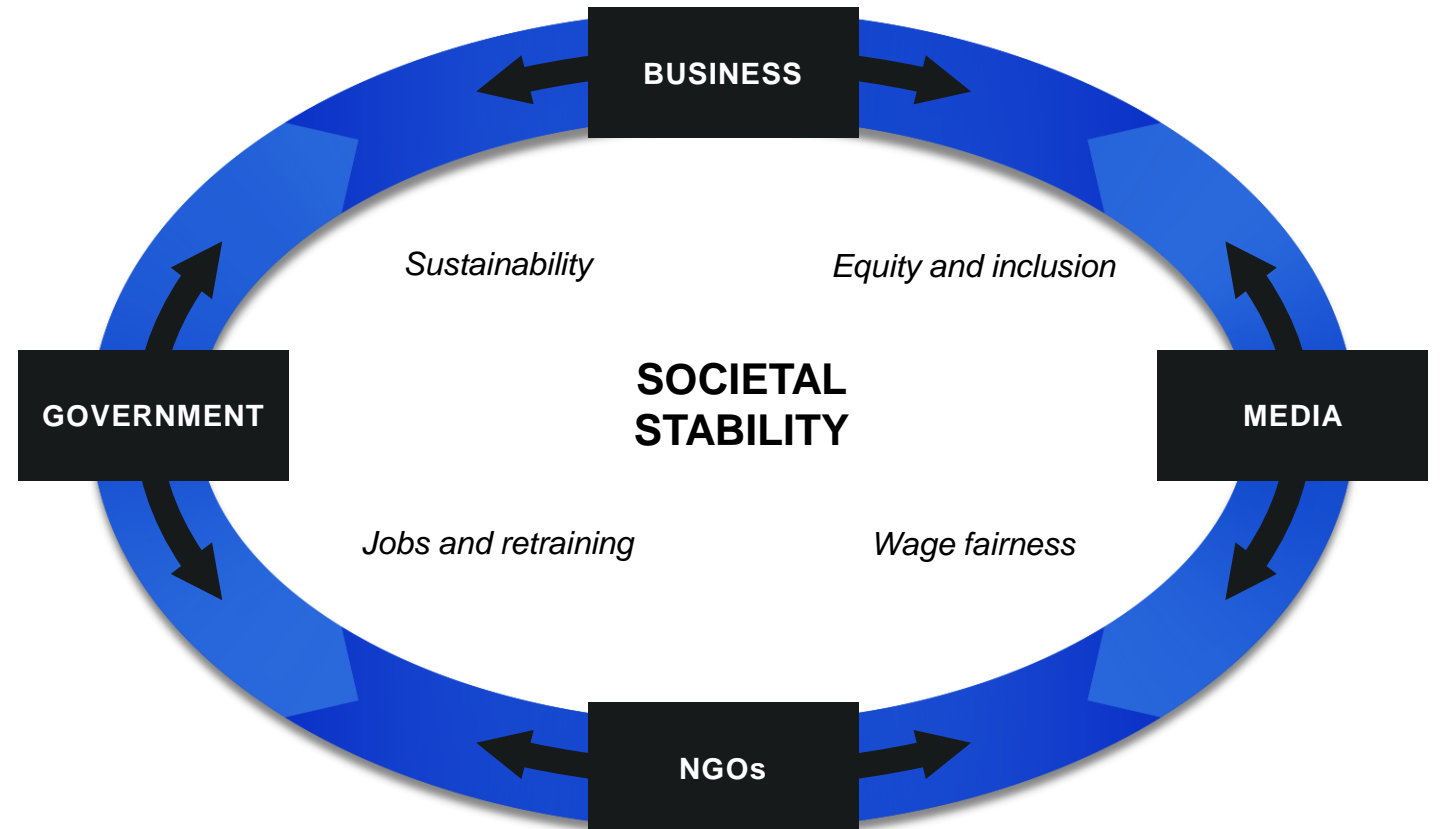 BUSINESS
Sustainability
Equity and inclusion
SOCIETAL
STABILITY
GOVERNMENT
MEDIA
Jobs and retraining
Wage fairness
NGOs